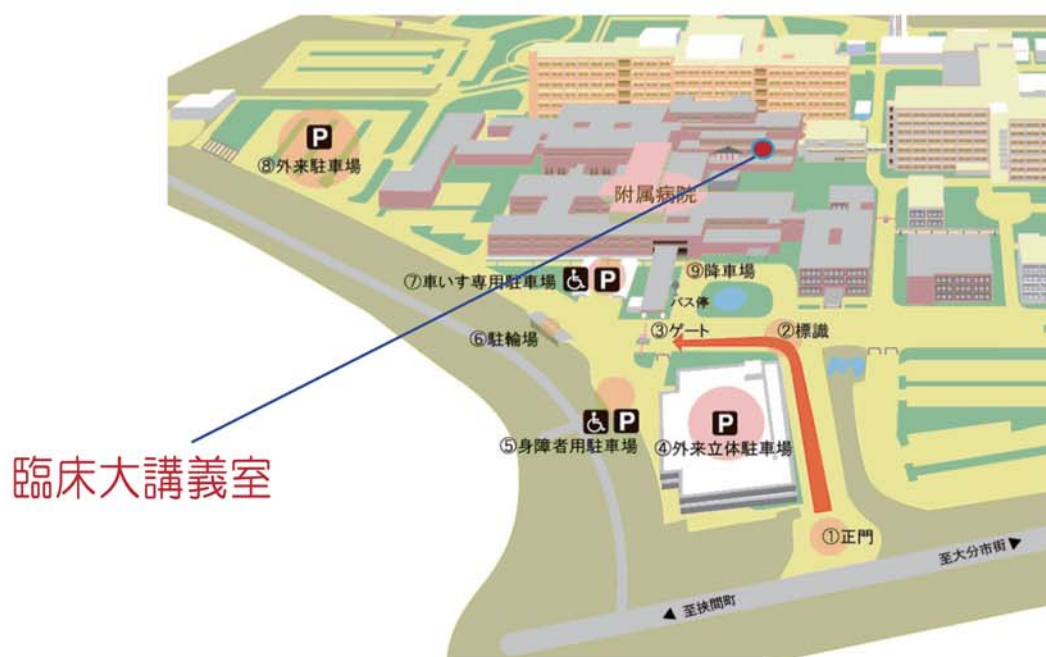 P
⑧外来駐車場
附属病院
⑦車いす専用駐車場 P
⑨降車場
バス停
③ゲート
②標識
⑥駐輪場
P
P
⑤身障者用駐車場
④外来立体駐車場
臨床大講義室
①正門
至大分市街
至挾間町